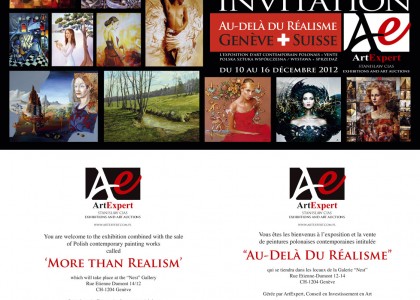 INVITATION
AU-DELÀ DU RÉALISME
GENÈVE + SUISSE
L'EXPOSITION D'ART CONTEMPORAIN POLONAIS - VENTE
POLSKA SZTUKA WSPÓŁCZESNA / WYSTAWA - SPRZEDAŻ
DU 10 AU 16 DÉCEMBRE 2012
Ae
ArtExpert
STANISŁAW CIAS
EXHIBITIONS AND ART AUCTIONS
Ae
ArtExpert
STANISŁAW CIAS
EXHIBITIONS AND ART AUCTIONS
You are welcome to the exhibition combined with the sale
of Polish contemporary painting works
called
'MORE THAN REALISM'
which will take place at the "Nest" Gallery
Rue Etienne Dumont 14/12
CH-1204 Genève
Ae
ArtExpert
STANISŁAW CIAS
EXHIBITIONS AND ART AUCTIONS
Vous êtes les bienvenus à l'exposition et la vente
de peintures polonaises contemporaines intitulée
"AU-DELÀ DU RÉALISME"
qui se tiendra dans les locaux de la Galerie "Nest"
Rue Etienne-Dumont 12-14
CH-1204 Genève
Gérée par ArtExpert, Conseil en Investissement en Art